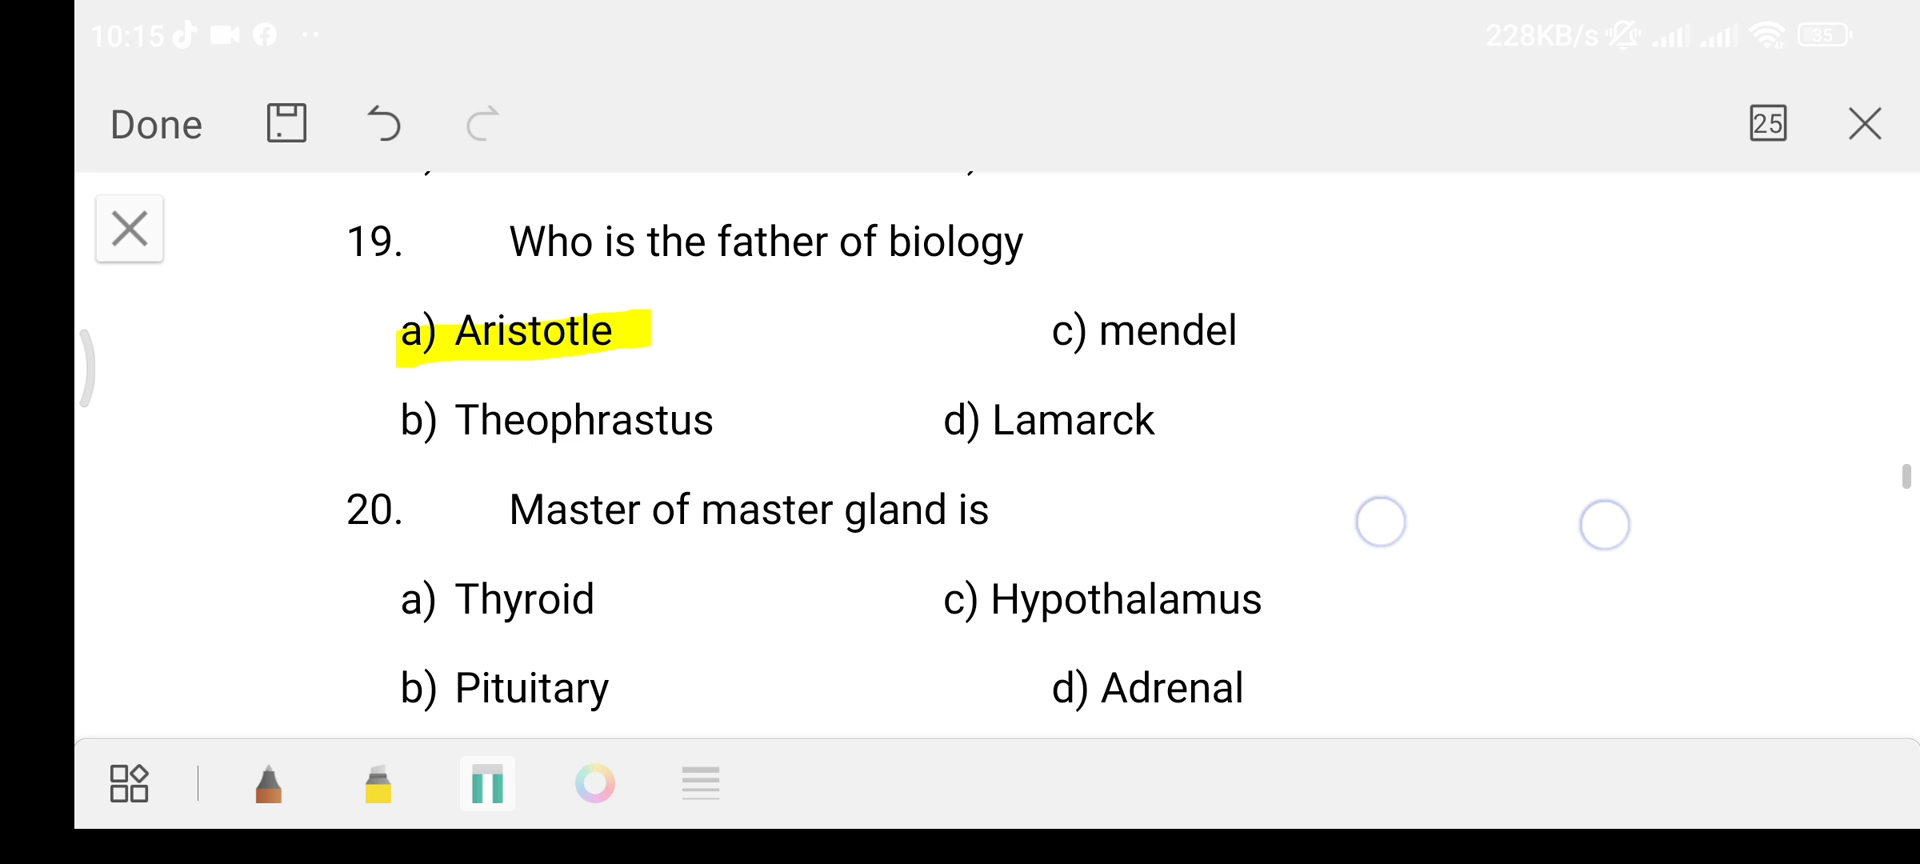 10:15
228KB/s
35
Done
25
19. Who is the father of biology
a) Aristotle c) mendel
b) Theophrastus d) Lamarck
20. Master of master gland is
a) Thyroid c) Hypothalamus
b) Pituitary d) Adrenal